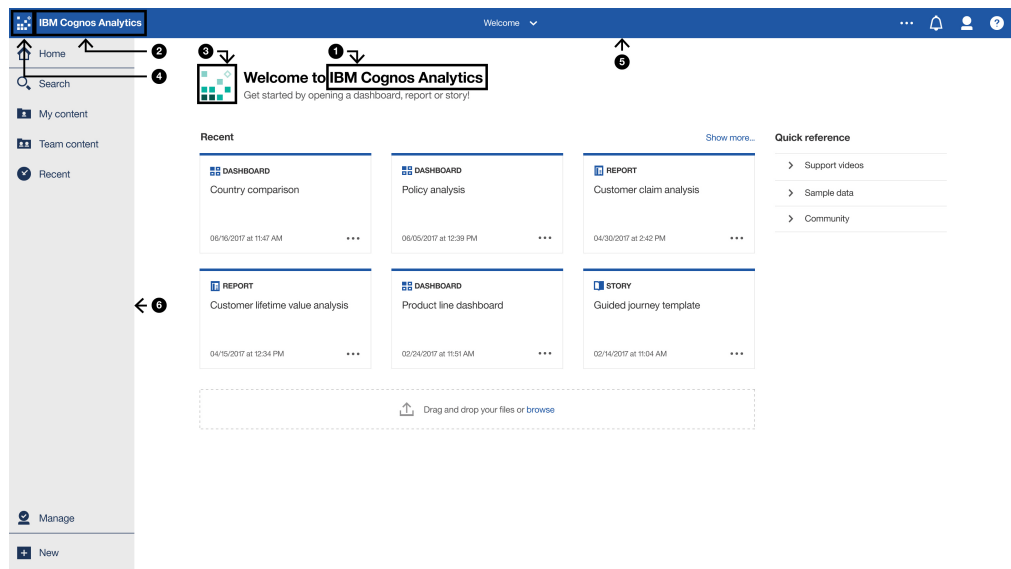 IBM Cognos Analytics
Welcome
?
Home
2
3
1
5
4
Search
Welcome to IBM Cognos Analytics
Get started by opening a dashboard, report or story!
My content
Team content
Recent
Recent
Show more...
Quick reference
DASHBOARD
Country comparison
06/16/2017 at 11:47 AM
DASHBOARD
Policy analysis
06/05/2017 at 12:39 PM
REPORT
Customer claim analysis
04/30/2017 at 2:42 PM
Support videos
Sample data
Community
6
REPORT
Customer lifetime value analysis
04/15/2017 at 12:34 PM
DASHBOARD
Product line dashboard
02/24/2017 at 11:51 AM
STORY
Guided journey template
02/14/2017 at 11:04 AM
Drag and drop your files or browse
Manage
New